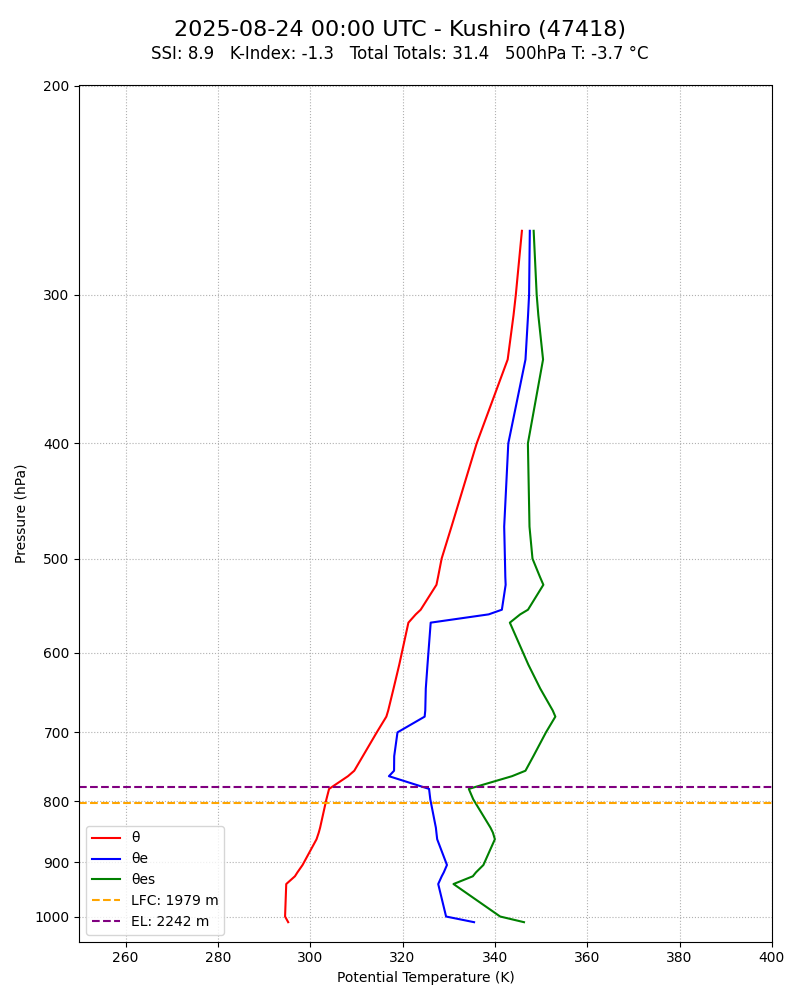 2025-08-24 00:00 UTC - Kushiro (47418)
SSI: 8.9   K-Index: -1.3   Total Totals: 31.4   500hPa T: -3.7 °C
200
300
400
500
600
700
800
900
1000
Pressure (hPa)
θ
θe
θes
LFC: 1979 m
EL: 2242 m
260
280
300
320
340
360
380
400
Potential Temperature (K)